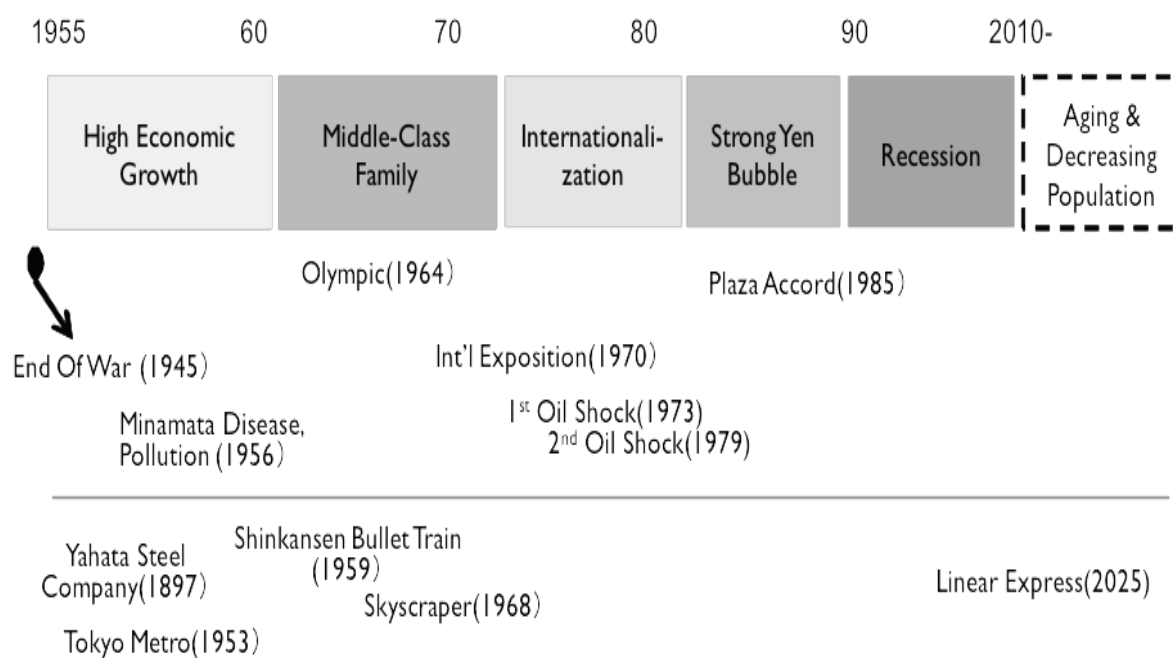 1955 60 70 80 90 2010-
High Economic
Growth
Middle-Class
Family
Internationali-
zation
Strong Yen
Bubble
Recession
Aging &
Decreasing
Population
Olympic(1964)
Plaza Accord(1985)
End Of War (1945)
Int'l Exposition(1970)
Minamata Disease,
Pollution (1956)
1st Oil Shock(1973)
2nd Oil Shock(1979)
Yahata Steel
Company(1897)
Shinkansen Bullet Train
(1959)
Skyscraper(1968)
Linear Express(2025)
Tokyo Metro(1953)